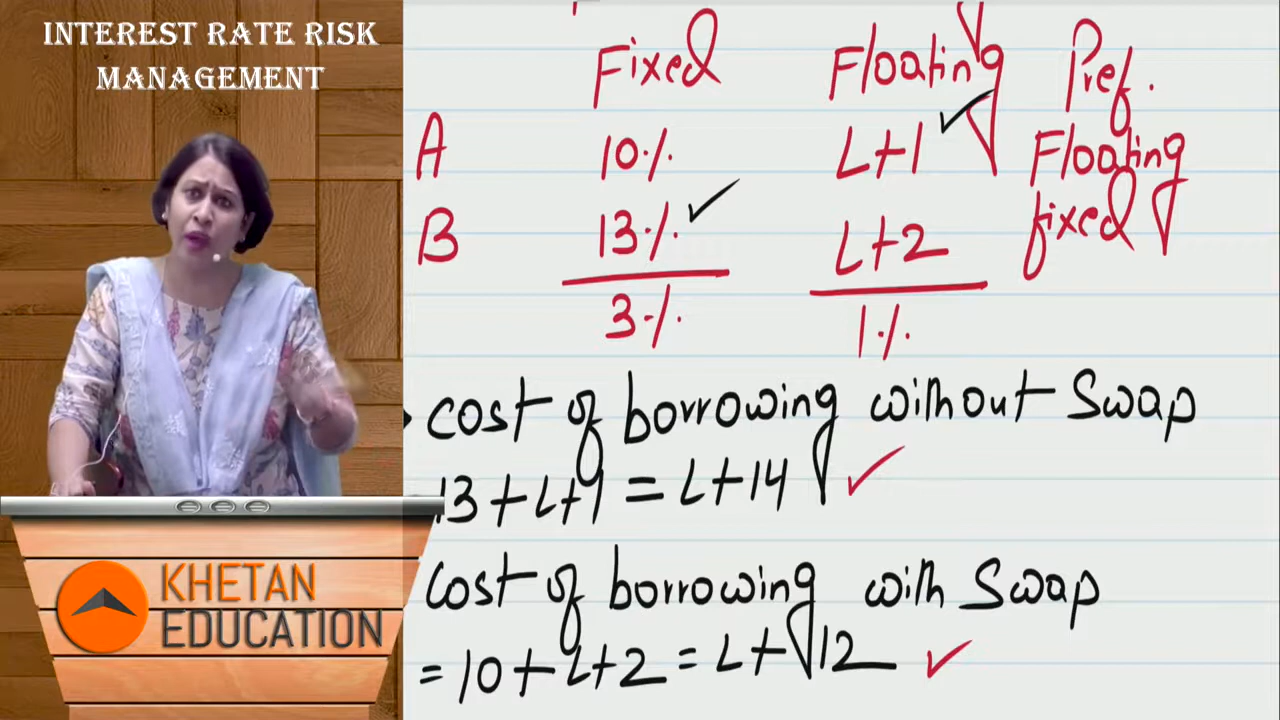 INTEREST RATE RISK
MANAGEMENT
Fixed Floating Pref.
A 10% L+1 Floating
B 13% L+2 fixed
3% 1%
cost of borrowing without Swap
13+L+1 = L+14
cost of borrowing with Swap
= 10+L+2 = L+12
KHETAN
EDUCATION